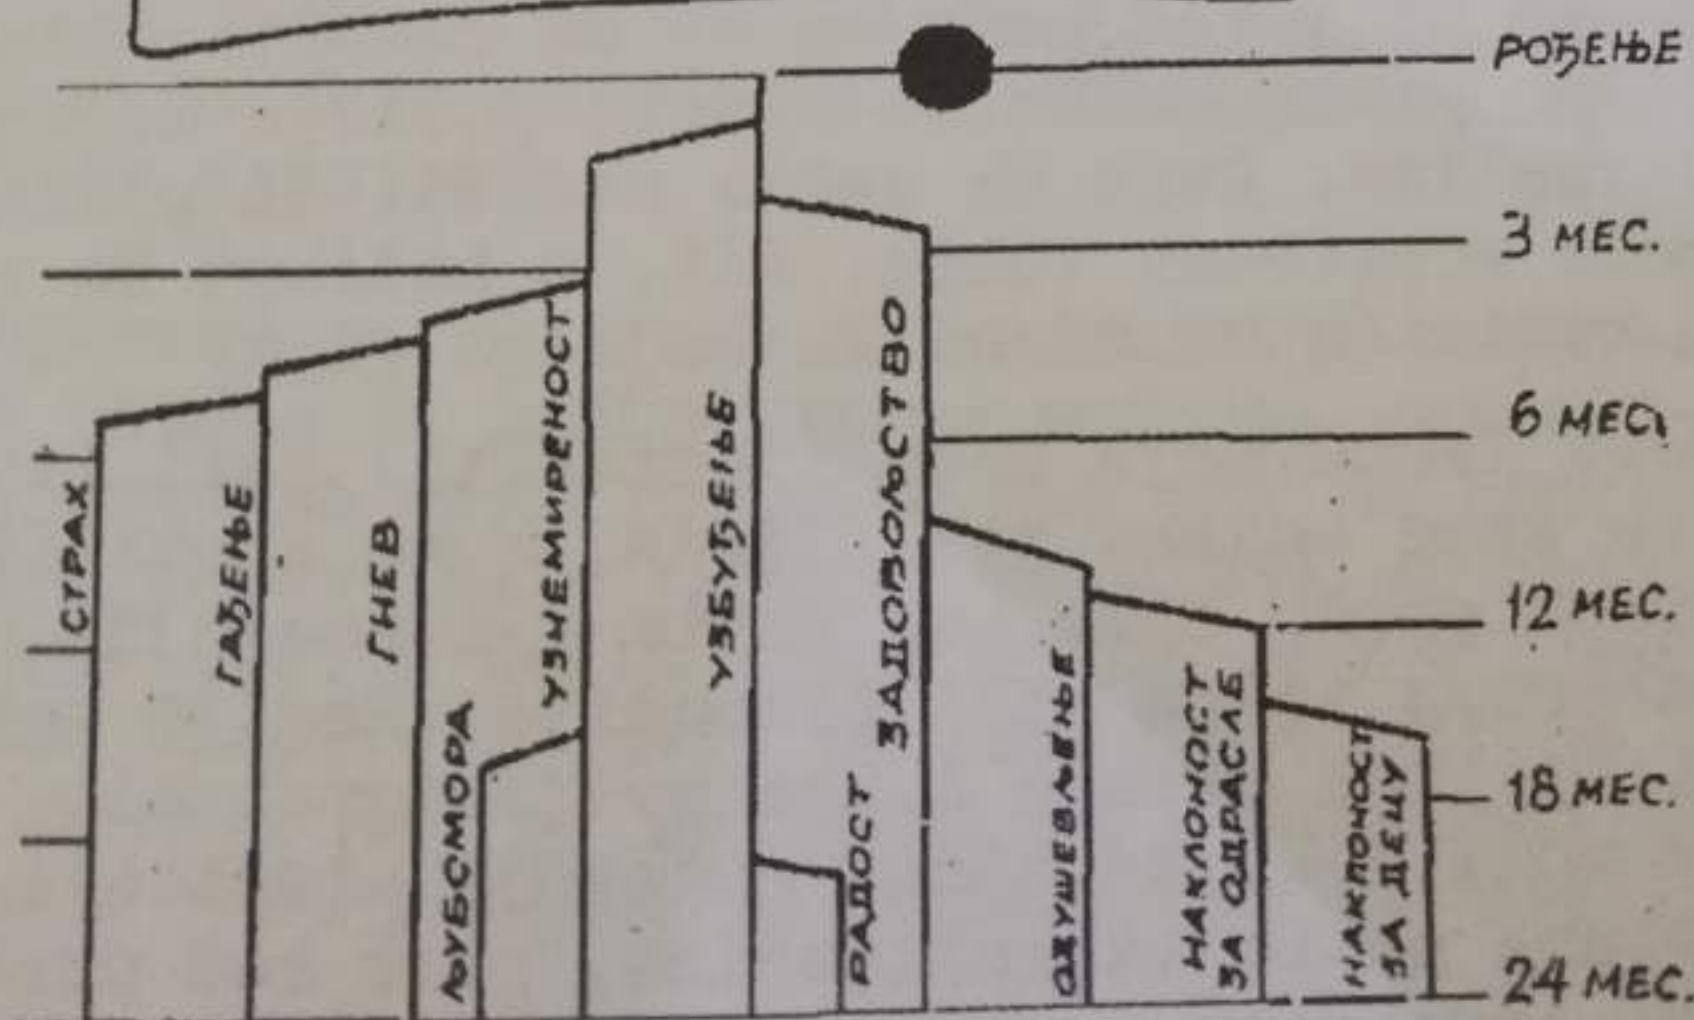 РОЂЕЊЕ
3 МЕС.
6 МЕС.
12 МЕС.
18 МЕС.
24 МЕС.
СТРАХ
ГАЂЕЊЕ
ГНЕВ
ЉУБОМОРА
УЗНЕМИРЕНОСТ
УЗБУЂЕЊЕ
РАДОСТ
ЗАДОВОЉСТВО
ОДУШЕВЉЕЊЕ
НАКЛОНОСТ
ЗА ОДРАСЛЕ
НАКЛОНОСТ
ЗА ДЕЦУ